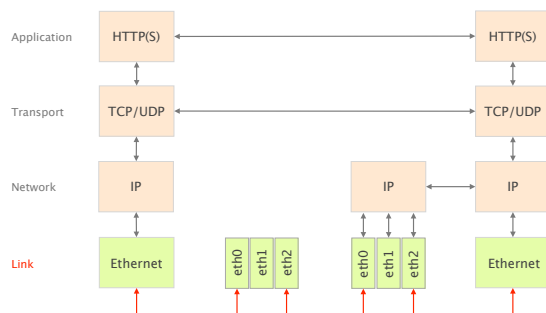 Application HTTP(S) HTTP(S)
Transport TCP/UDP TCP/UDP
Network IP IP IP
Link Ethernet eth0 eth1 eth2 eth0 eth1 eth2 Ethernet